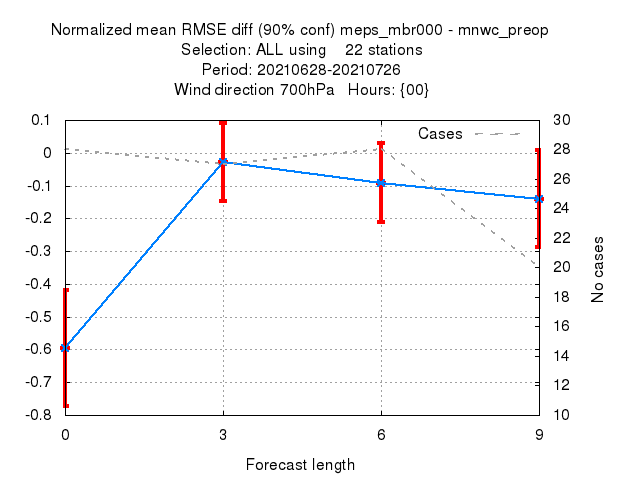 Normalized mean RMSE diff (90% conf) meps_mbr000 - mnwc_preop
Selection: ALL using 22 stations
Period: 20210628-20210726
Wind direction 700hPa Hours: {00}
Cases
0.1
0
-0.1
-0.2
-0.3
-0.4
-0.5
-0.6
-0.7
-0.8
30
28
26
24
22
20
18
16
14
12
10
No cases
0 3 6 9
Forecast length